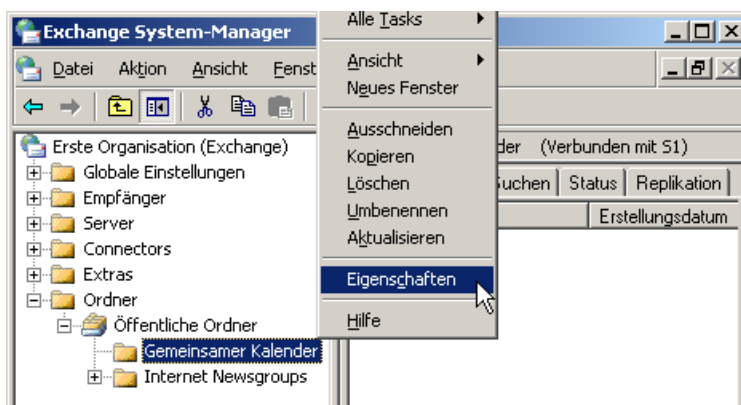 Exchange System-Manager
Datei Aktion Ansicht Fenst
Erste Organisation (Exchange)
Globale Einstellungen
Empfänger
Server
Connectors
Extras
Ordner
Öffentliche Ordner
Gemeinsamer Kalender
Internet Newsgroups
Alle Tasks
Ansicht
Neues Fenster
Ausschneiden
Kopieren
Löschen
Umbenennen
Aktualisieren
Eigenschaften
Hilfe
der (Verbunden mit S1)
uchen Status Replikation
Erstellungsdatum